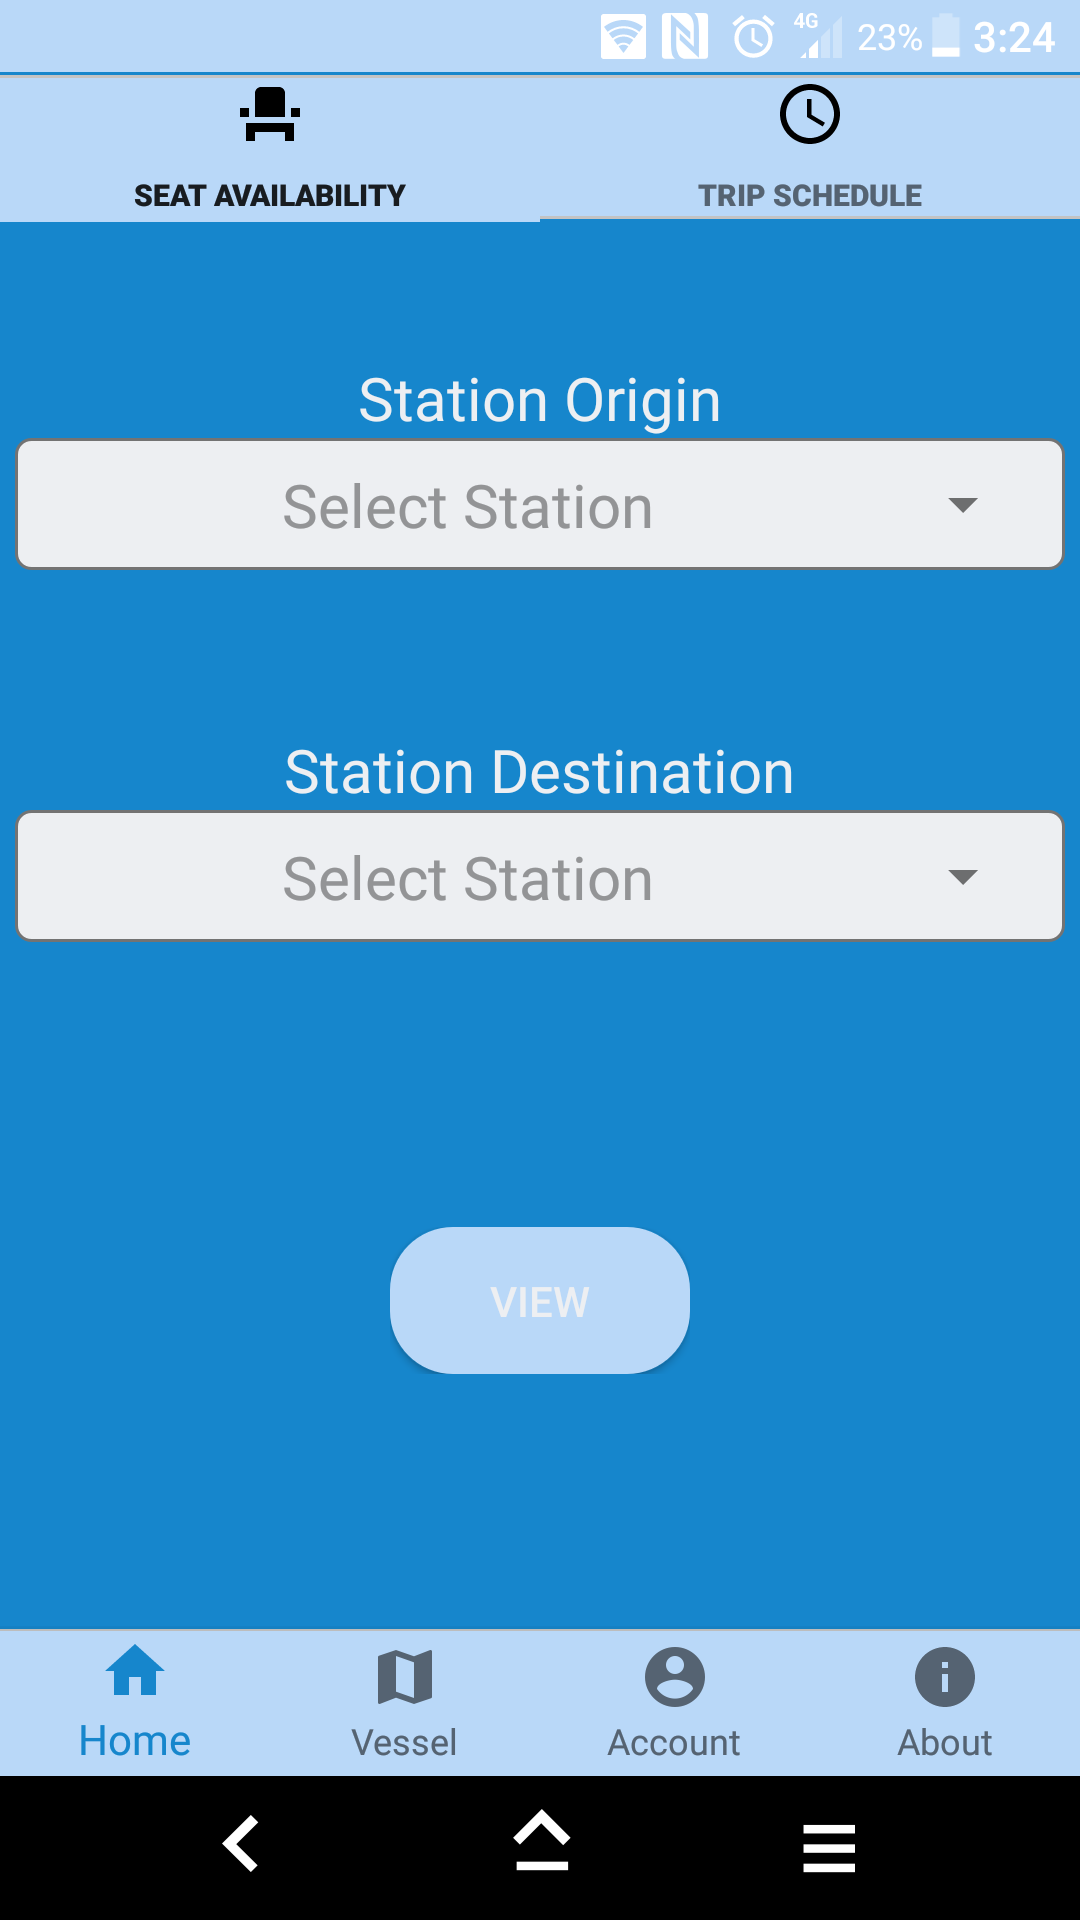 4G 23% 3:24
SEAT AVAILABILITY TRIP SCHEDULE
Station Origin
Select Station
Station Destination
Select Station
VIEW
Home Vessel Account About